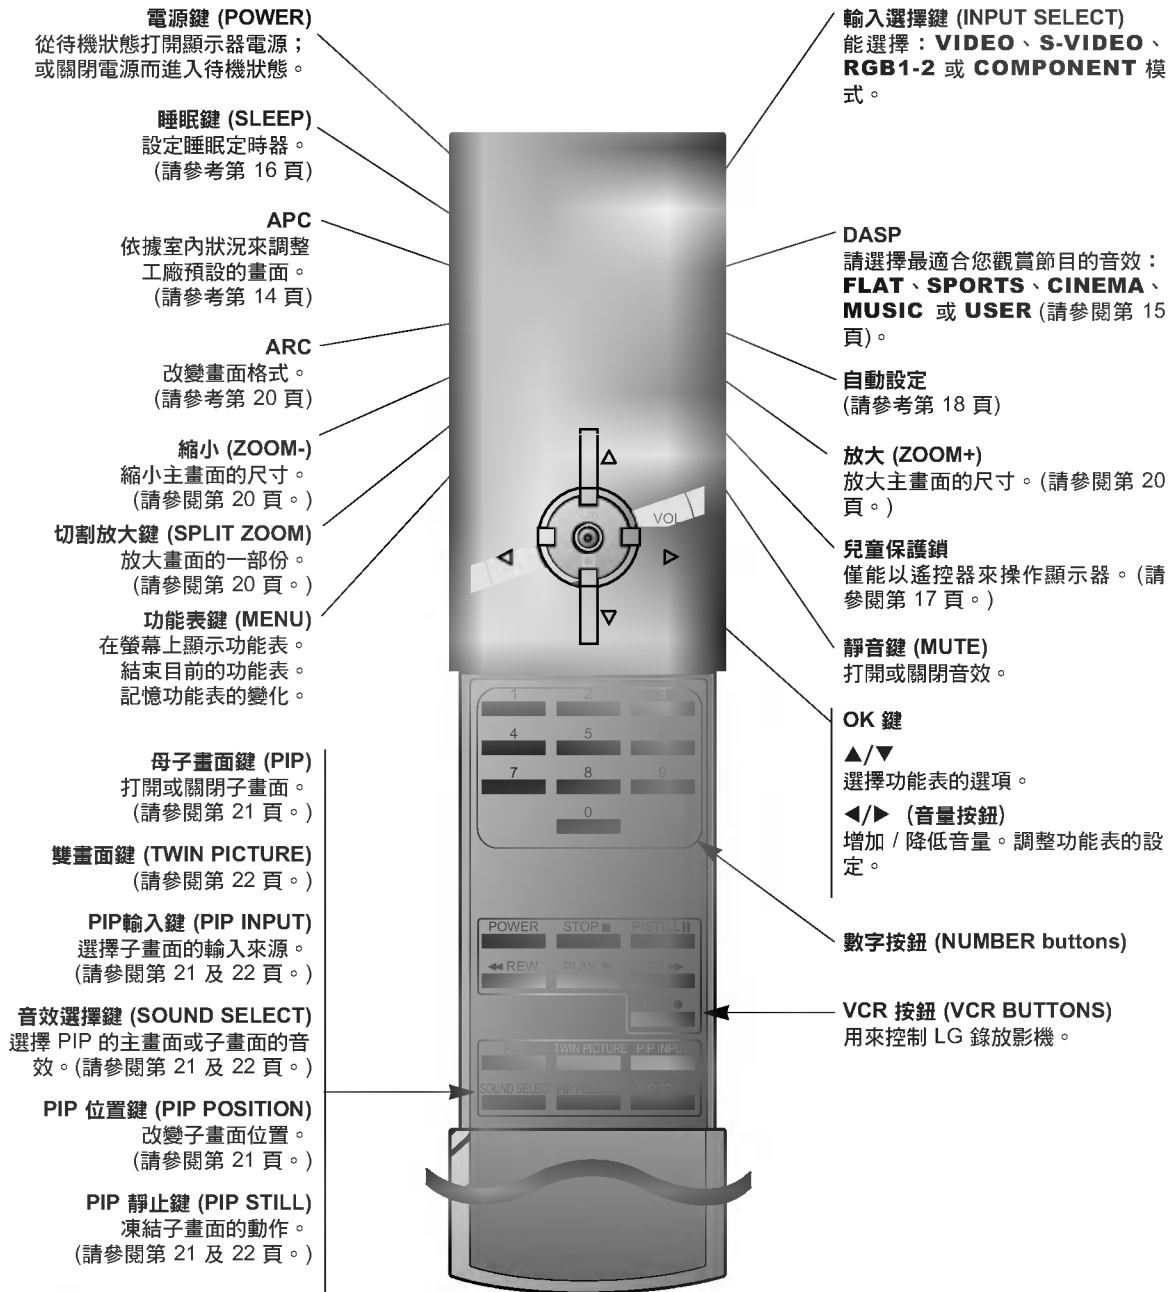 電源鍵 (POWER)
從待機狀態打開顯示器電源；
或關閉電源而進入待機狀態。
睡眠鍵 (SLEEP)
設定睡眠定時器。
(請參考第 16 頁)
APC
依據室內狀況來調整
工廠預設的畫面。
(請參考第 14 頁)
ARC
改變畫面格式。
(請參考第 20 頁)
縮小 (ZOOM-)
縮小主畫面的尺寸。
(請參閱第 20 頁。)
切割放大鍵 (SPLIT ZOOM)
放大畫面的一部份。
(請參閱第 20 頁。)
功能表鍵 (MENU)
在螢幕上顯示功能表。
結束目前的功能表。
記憶功能表的變化。
母子畫面鍵 (PIP)
打開或關閉子畫面。
(請參閱第 21 頁。)
雙畫面鍵 (TWIN PICTURE)
(請參閱第 22 頁。)
PIP輸入鍵 (PIP INPUT)
選擇子畫面的輸入來源。
(請參閱第 21 及 22 頁。)
音效選擇鍵 (SOUND SELECT)
選擇 PIP 的主畫面或子畫面的音
效。(請參閱第 21 及 22 頁。)
PIP 位置鍵 (PIP POSITION)
改變子畫面位置。
(請參閱第 21 頁。)
PIP 靜止鍵 (PIP STILL)
凍結子畫面的動作。
(請參閱第 21 及 22 頁。)
VOL
1 2 3
4 5
7 8 9
0
POWER STOP■ P/STILL❙❙
◀◀ REW PLAY ▶ FF ▶▶
TWIN PICTURE PIP INPUT
SOUND SELECT PIP POSITION PIP STILL
輸入選擇鍵 (INPUT SELECT)
能選擇：VIDEO、S-VIDEO、
RGB1-2 或 COMPONENT 模
式。
DASP
請選擇最適合您觀賞節目的音效：
FLAT、SPORTS、CINEMA、
MUSIC 或 USER (請參閱第 15
頁)。
自動設定
(請參考第 18 頁)
放大 (ZOOM+)
放大主畫面的尺寸。(請參閱第 20
頁。)
兒童保護鎖
僅能以遙控器來操作顯示器。(請
參閱第 17 頁。)
靜音鍵 (MUTE)
打開或關閉音效。
OK 鍵
▲/▼
選擇功能表的選項。
◀/▶ (音量按鈕)
增加 / 降低音量。調整功能表的設
定。
數字按鈕 (NUMBER buttons)
VCR 按鈕 (VCR BUTTONS)
用來控制 LG 錄放影機。